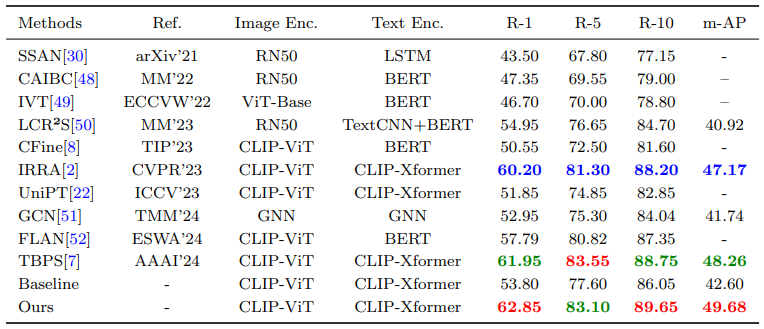 Methods Ref. Image Enc. Text Enc. R-1 R-5 R-10 m-AP
SSAN[30] arXiv'21 RN50 LSTM 43.50 67.80 77.15 -
CAIBC[48] MM'22 RN50 BERT 47.35 69.55 79.00 –
IVT[49] ECCVW'22 ViT-Base BERT 46.70 70.00 78.80 –
LCR²S[50] MM'23 RN50 TextCNN+BERT 54.95 76.65 84.70 40.92
CFine[8] TIP'23 CLIP-ViT BERT 50.55 72.50 81.60 -
IRRA[2] CVPR'23 CLIP-ViT CLIP-Xformer 60.20 81.30 88.20 47.17
UniPT[22] ICCV'23 CLIP-ViT CLIP-Xformer 51.85 74.85 82.85 -
GCN[51] TMM'24 GNN GNN 52.95 75.30 84.04 41.74
FLAN[52] ESWA'24 CLIP-ViT BERT 57.79 80.82 87.35 -
TBPS[7] AAAI'24 CLIP-ViT CLIP-Xformer 61.95 83.55 88.75 48.26
Baseline - CLIP-ViT CLIP-Xformer 53.80 77.60 86.05 42.60
Ours - CLIP-ViT CLIP-Xformer 62.85 83.10 89.65 49.68